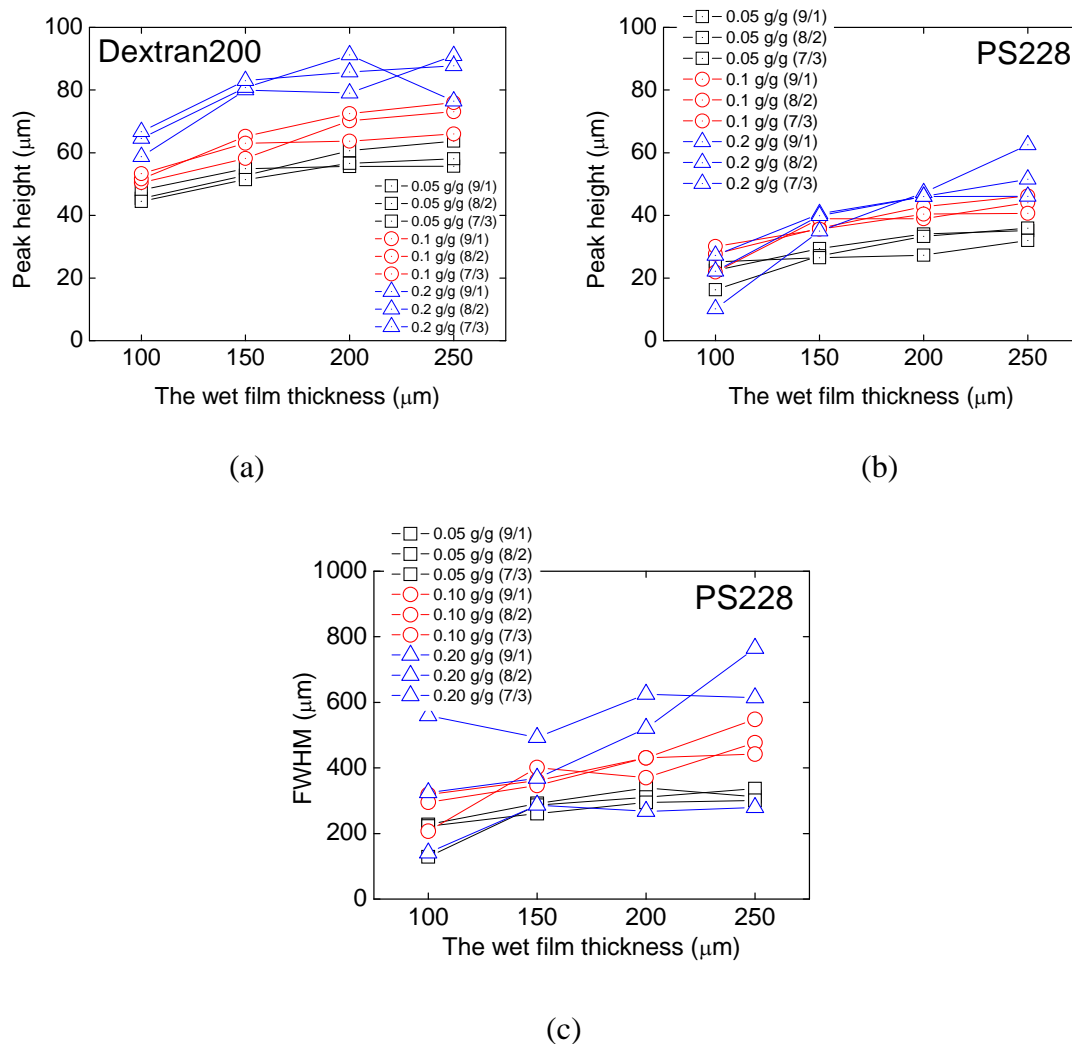 Dextran200
100
80
60
40
20
0
Peak height (μm)
0.05 g/g (9/1)
0.05 g/g (8/2)
0.05 g/g (7/3)
0.1 g/g (9/1)
0.1 g/g (8/2)
0.1 g/g (7/3)
0.2 g/g (9/1)
0.2 g/g (8/2)
0.2 g/g (7/3)
100 150 200 250
The wet film thickness (μm)
(a)
0.05 g/g (9/1)
0.05 g/g (8/2)
0.05 g/g (7/3)
0.1 g/g (9/1)
0.1 g/g (8/2)
0.1 g/g (7/3)
0.2 g/g (9/1)
0.2 g/g (8/2)
0.2 g/g (7/3)
PS228
100
80
60
40
20
0
Peak height (μm)
100 150 200 250
The wet film thickness (μm)
(b)
0.05 g/g (9/1)
0.05 g/g (8/2)
0.05 g/g (7/3)
0.10 g/g (9/1)
0.10 g/g (8/2)
0.10 g/g (7/3)
0.20 g/g (9/1)
0.20 g/g (8/2)
0.20 g/g (7/3)
PS228
1000
800
600
400
200
0
FWHM (μm)
100 150 200 250
The wet film thickness (μm)
(c)